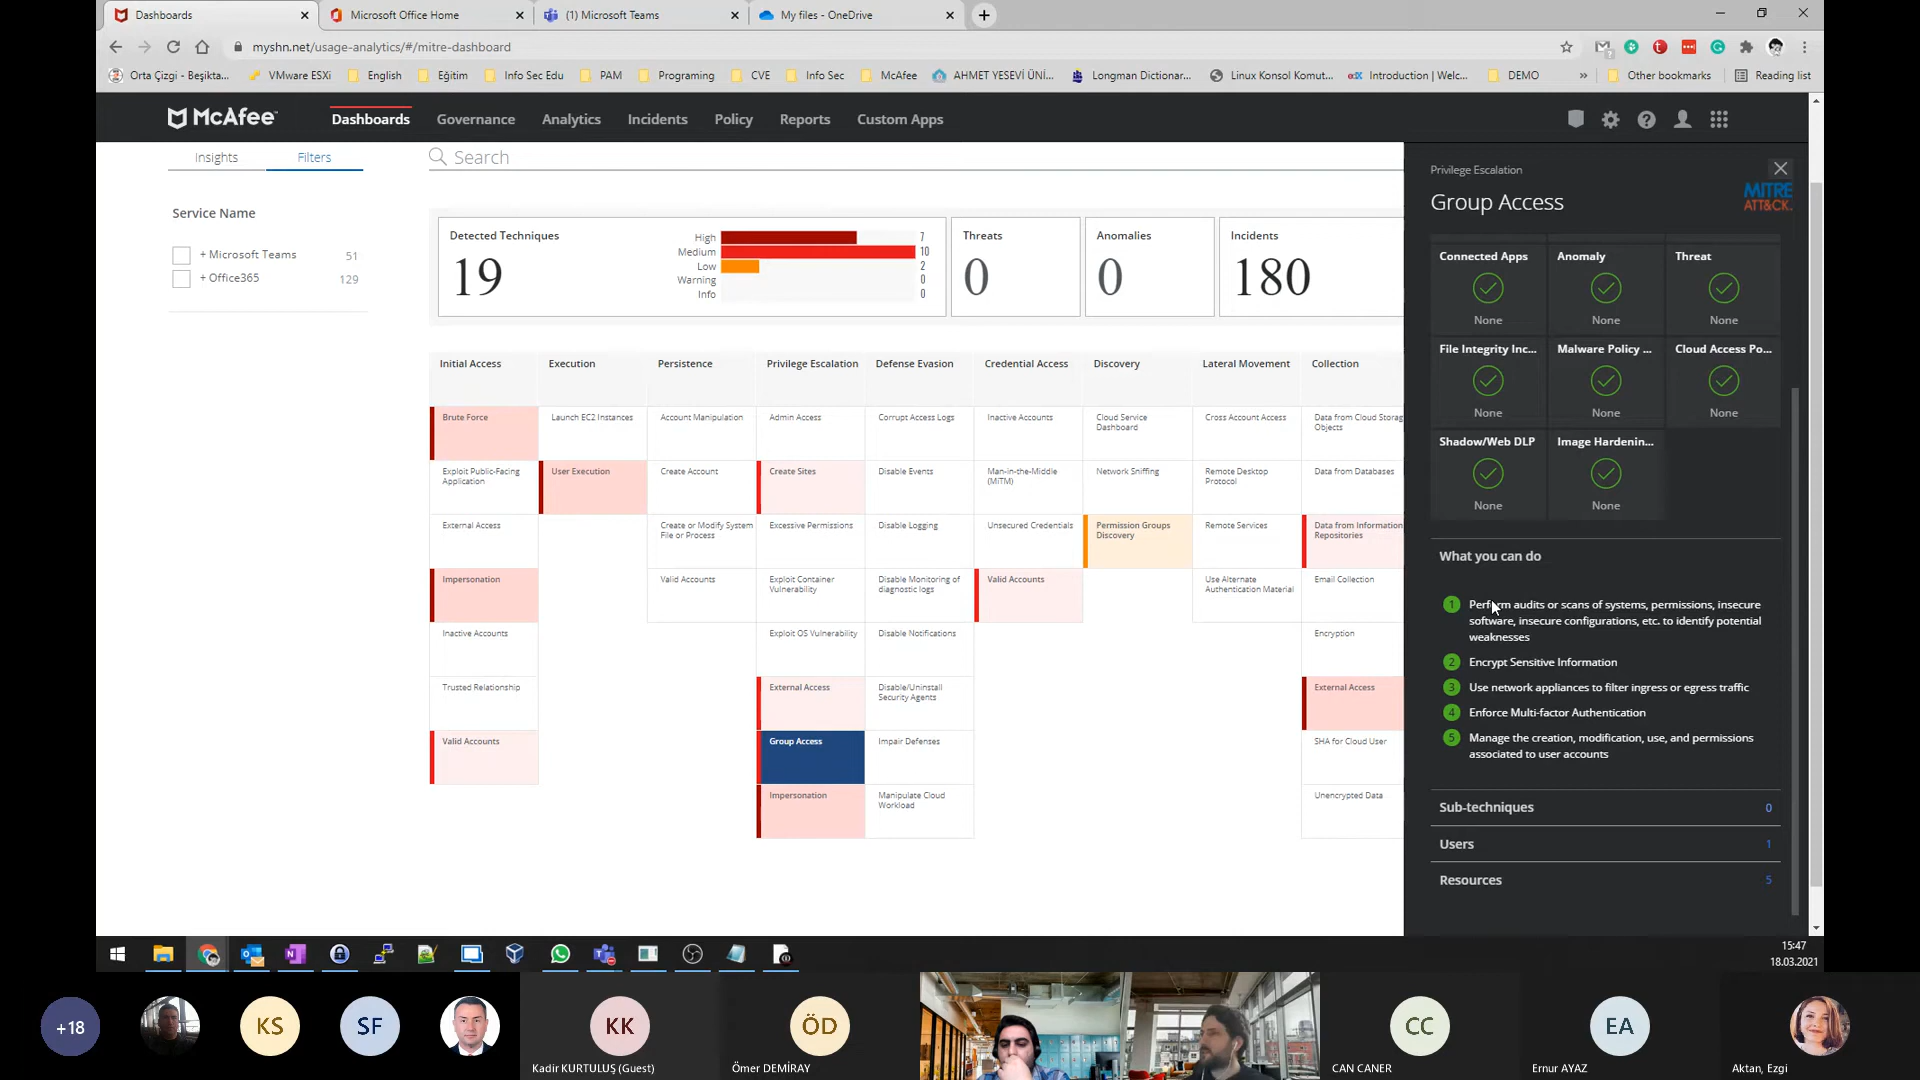 Dashboards
Microsoft Office Home
(1) Microsoft Teams
My files - OneDrive
myshn.net/usage-analytics/#/mitre-dashboard
Orta Çizgi - Beşikta...
VMware ESXi
English
Eğitim
Info Sec Edu
PAM
Programing
CVE
Info Sec
McAfee
AHMET YESEVİ ÜNİ...
Longman Dictionar...
Linux Konsol Komut...
Introduction | Welc...
DEMO
»
Other bookmarks
Reading list
McAfee
Dashboards
Governance
Analytics
Incidents
Policy
Reports
Custom Apps
Insights
Filters
Search
Service Name
+ Microsoft Teams 51
+ Office365 129
Detected Techniques
19
High 7
Medium 10
Low 2
Warning 0
Info 0
Threats
0
Anomalies
0
Incidents
180
Initial Access
Execution
Persistence
Privilege Escalation
Defense Evasion
Credential Access
Discovery
Lateral Movement
Collection
Brute Force
Launch EC2 Instances
Account Manipulation
Admin Access
Corrupt Access Logs
Inactive Accounts
Cloud Service
Dashboard
Cross Account Access
Data from Cloud Storag
Objects
Exploit Public-Facing
Application
User Execution
Create Account
Create Sites
Disable Events
Man-in-the-Middle
(MiTM)
Network Sniffing
Remote Desktop
Protocol
Data from Databases
External Access
Create or Modify System
File or Process
Excessive Permissions
Disable Logging
Unsecured Credentials
Permission Groups
Discovery
Remote Services
Data from Information
Repositories
Impersonation
Valid Accounts
Exploit Container
Vulnerability
Disable Monitoring of
diagnostic logs
Valid Accounts
Use Alternate
Authentication Material
Email Collection
Inactive Accounts
Exploit OS Vulnerability
Disable Notifications
Encryption
Trusted Relationship
External Access
Disable/Uninstall
Security Agents
External Access
Valid Accounts
Group Access
Impair Defenses
SHA for Cloud User
Impersonation
Manipulate Cloud
Workload
Unencrypted Data
Privilege Escalation
Group Access
MITRE
ATT&CK
Connected Apps
None
Anomaly
None
Threat
None
File Integrity Inc...
None
Malware Policy ...
None
Cloud Access Po...
None
Shadow/Web DLP
None
Image Hardenin...
None
What you can do
1 Perform audits or scans of systems, permissions, insecure
software, insecure configurations, etc. to identify potential
weaknesses
2 Encrypt Sensitive Information
3 Use network appliances to filter ingress or egress traffic
4 Enforce Multi-factor Authentication
5 Manage the creation, modification, use, and permissions
associated to user accounts
Sub-techniques 0
Users 1
Resources 5
15:47
18.03.2021
+18
KS
SF
KK
Kadir KURTULUŞ (Guest)
ÖD
Ömer DEMİRAY
CC
CAN CANER
EA
Ernur AYAZ
Aktan, Ezgi